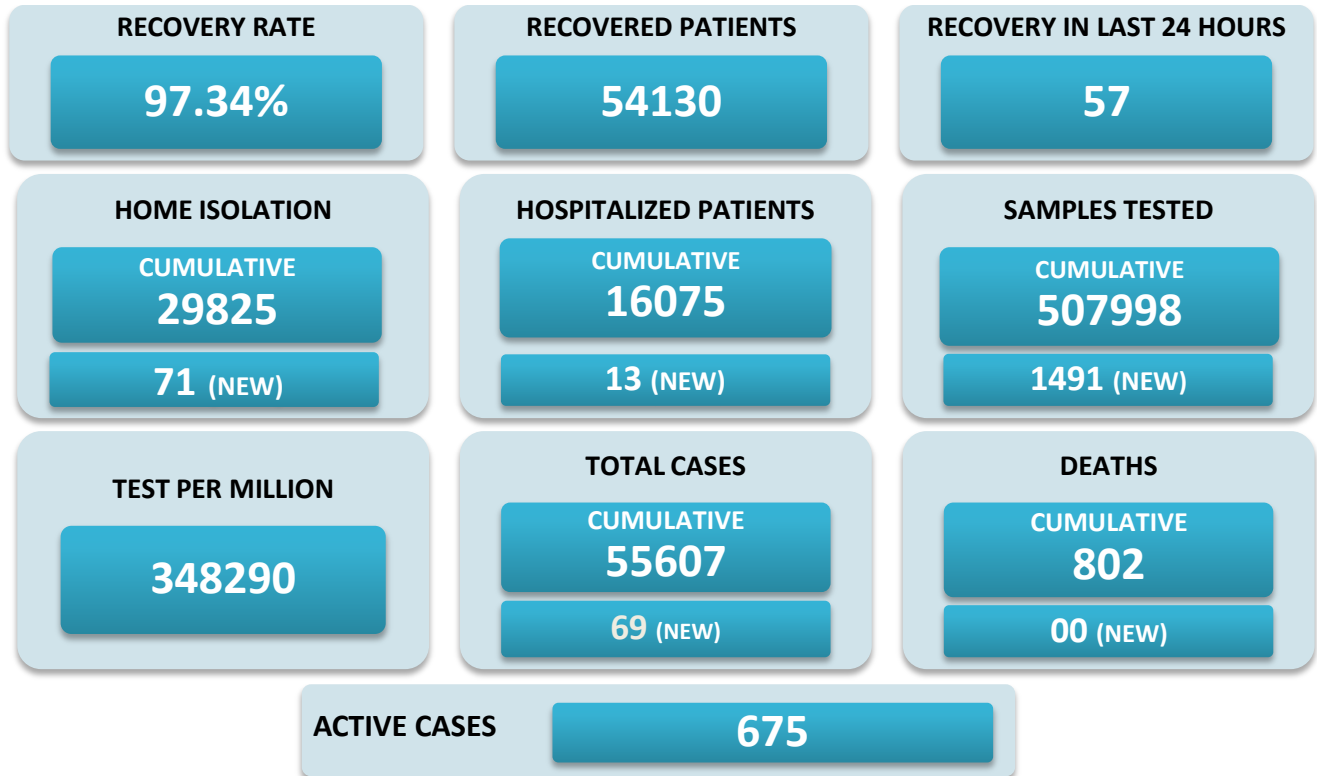 RECOVERY RATE
97.34%
RECOVERED PATIENTS
54130
RECOVERY IN LAST 24 HOURS
57
HOME ISOLATION
CUMULATIVE
29825
71 (NEW)
HOSPITALIZED PATIENTS
CUMULATIVE
16075
13 (NEW)
SAMPLES TESTED
CUMULATIVE
507998
1491 (NEW)
TEST PER MILLION
348290
TOTAL CASES
CUMULATIVE
55607
69 (NEW)
DEATHS
CUMULATIVE
802
00 (NEW)
ACTIVE CASES
675